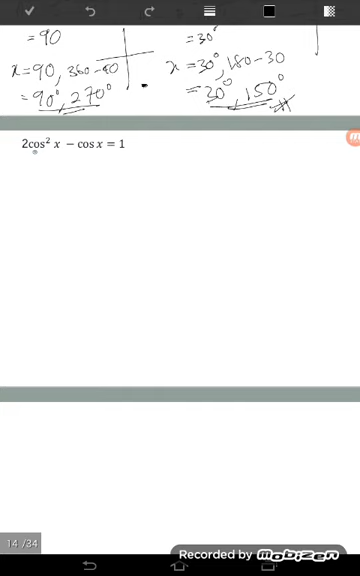 = 90
= 30°
x = 90, 360-90
x = 30°, 180-30
= 90°, 270°
= 30°, 150°
2cos² x − cos x = 1
14 /34
Recorded by Mobizen